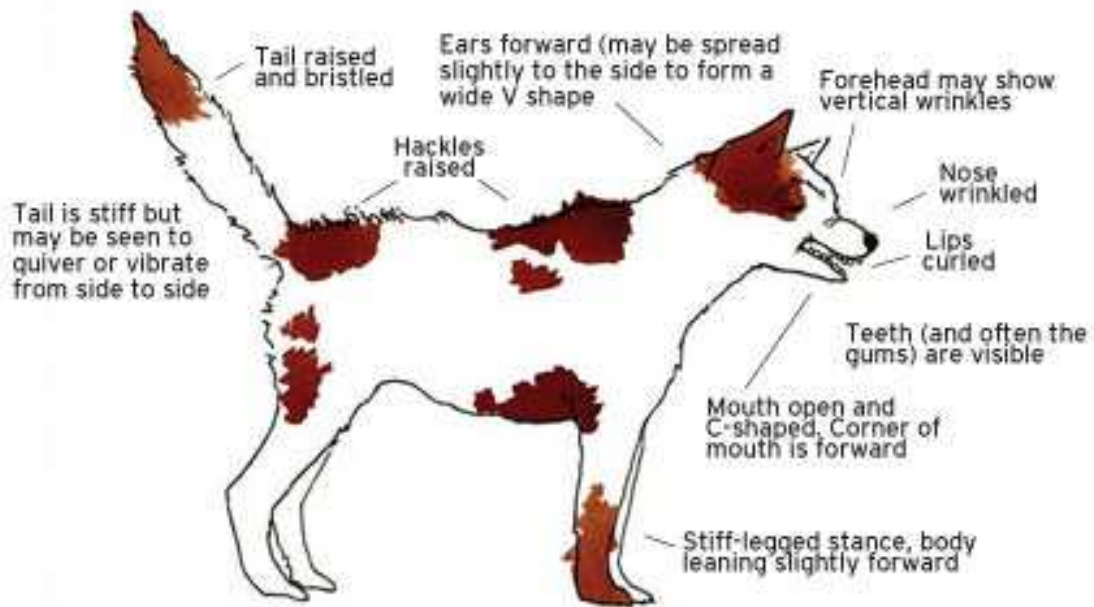 Tail raised
and bristled
Ears forward (may be spread
slightly to the side to form a
wide V shape
Forehead may show
vertical wrinkles
Hackles
raised
Nose
wrinkled
Tail is stiff but
may be seen to
quiver or vibrate
from side to side
Lips
curled
Teeth (and often the
gums) are visible
Mouth open and
C-shaped. Corner of
mouth is forward
Stiff-legged stance, body
leaning slightly forward